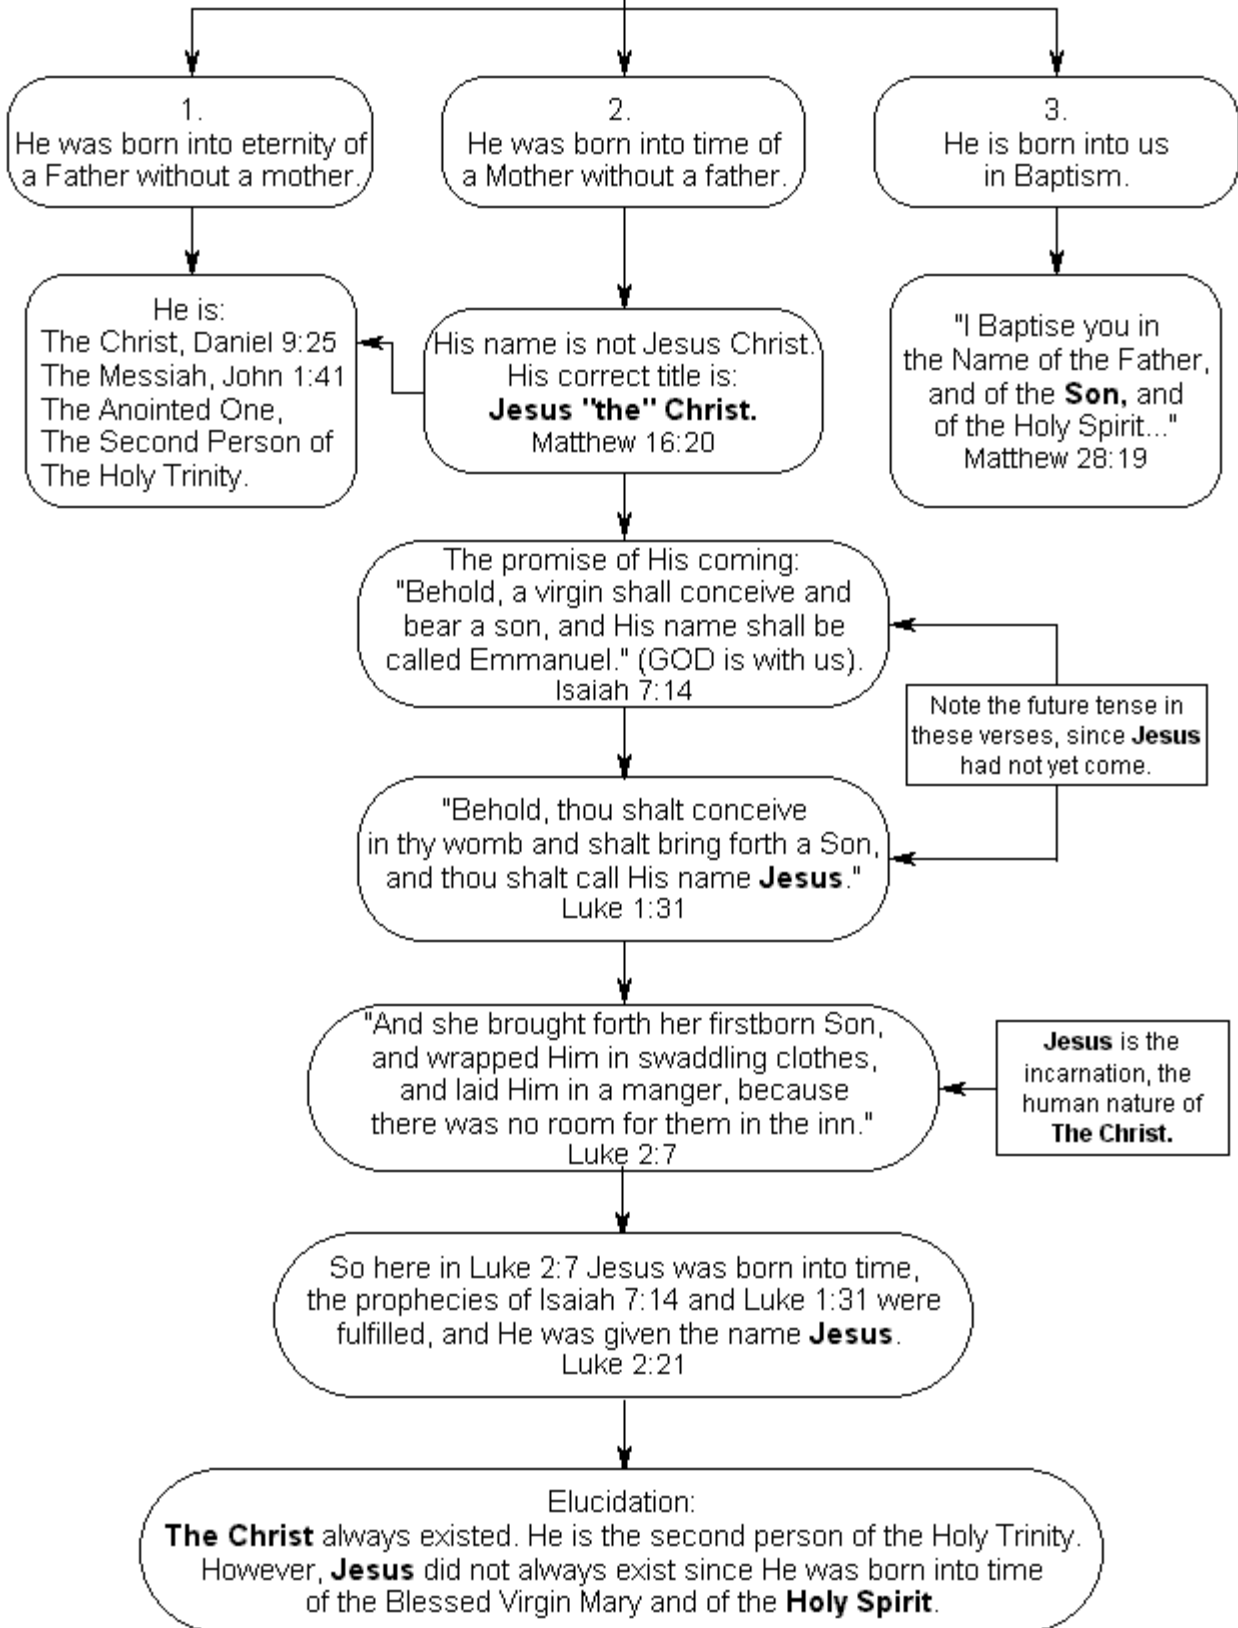 1.
He was born into eternity of
a Father without a mother.
2.
He was born into time of
a Mother without a father.
3.
He is born into us
in Baptism.
He is:
The Christ, Daniel 9:25
The Messiah, John 1:41
The Anointed One,
The Second Person of
The Holy Trinity.
His name is not Jesus Christ.
His correct title is:
Jesus "the" Christ.
Matthew 16:20
"I Baptise you in
the Name of the Father,
and of the Son, and
of the Holy Spirit..."
Matthew 28:19
The promise of His coming:
"Behold, a virgin shall conceive and
bear a son, and His name shall be
called Emmanuel." (GOD is with us).
Isaiah 7:14
Note the future tense in
these verses, since Jesus
had not yet come.
"Behold, thou shalt conceive
in thy womb and shalt bring forth a Son,
and thou shalt call His name Jesus."
Luke 1:31
"And she brought forth her firstborn Son,
and wrapped Him in swaddling clothes,
and laid Him in a manger, because
there was no room for them in the inn."
Luke 2:7
Jesus is the
incarnation, the
human nature of
The Christ.
So here in Luke 2:7 Jesus was born into time,
the prophecies of Isaiah 7:14 and Luke 1:31 were
fulfilled, and He was given the name Jesus.
Luke 2:21
Elucidation:
The Christ always existed. He is the second person of the Holy Trinity.
However, Jesus did not always exist since He was born into time
of the Blessed Virgin Mary and of the Holy Spirit.